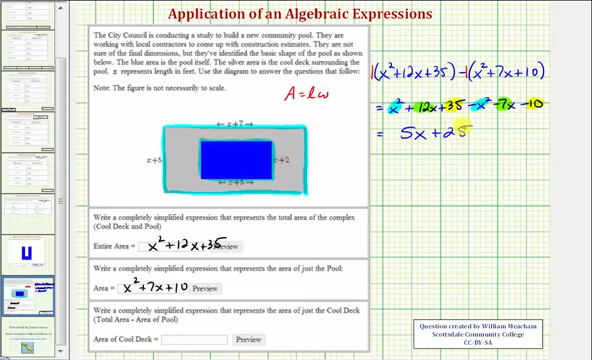 Application of an Algebraic Expressions
The City Council is conducting a study to build a new community pool. They are
working with local contractors to come up with construction estimates. They are not
sure of the final dimensions, but they've identified the basic shape of the pool as shown
below. The blue area is the pool itself. The silver area is the cool deck surrounding the
pool. x represents length in feet. Use the diagram to answer the questions that follow:
Note: The figure is not necessarily to scale.
A = lw
← x+7 →
x+5
x+2
← x+5 →
Write a completely simplified expression that represents the total area of the complex
(Cool Deck and Pool)
Entire Area = x² + 12x + 35 Preview
Write a completely simplified expression that represents the area of just the Pool:
Area = x² + 7x + 10 Preview
Write a completely simplified expression that represents the area of just the Cool Deck
(Total Area - Area of Pool)
Area of Cool Deck = Preview
1(x² + 12x + 35) - 1(x² + 7x + 10)
= x² + 12x + 35 - x² - 7x - 10
= 5x + 25
Question created by William Meacham
Scottsdale Community College
CC-BY-SA